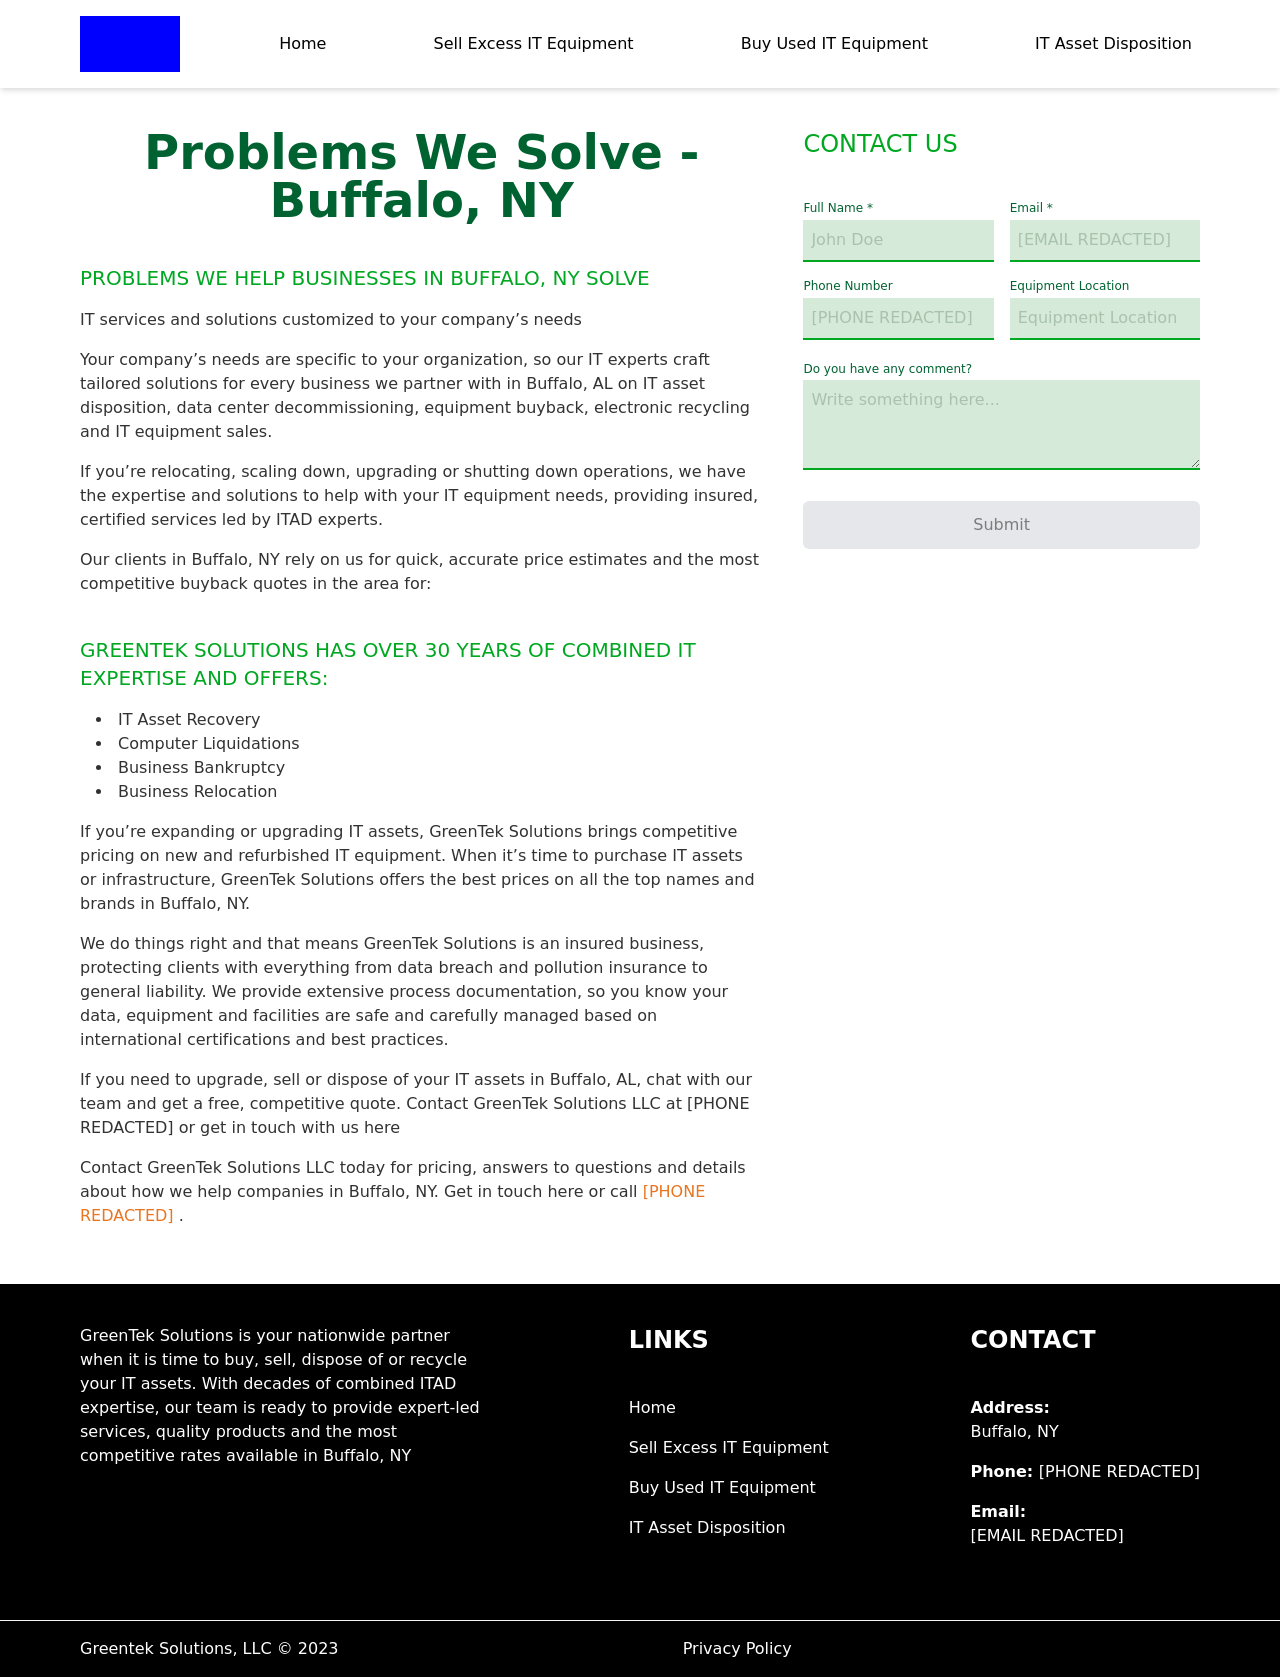 Home
Sell Excess IT Equipment
Buy Used IT Equipment
IT Asset Disposition
Problems We Solve -
Buffalo, NY
PROBLEMS WE HELP BUSINESSES IN BUFFALO, NY SOLVE
IT services and solutions customized to your company’s needs
Your company’s needs are specific to your organization, so our IT experts craft
tailored solutions for every business we partner with in Buffalo, AL on IT asset
disposition, data center decommissioning, equipment buyback, electronic recycling
and IT equipment sales.
If you’re relocating, scaling down, upgrading or shutting down operations, we have
the expertise and solutions to help with your IT equipment needs, providing insured,
certified services led by ITAD experts.
Our clients in Buffalo, NY rely on us for quick, accurate price estimates and the most
competitive buyback quotes in the area for:
GREENTEK SOLUTIONS HAS OVER 30 YEARS OF COMBINED IT
EXPERTISE AND OFFERS:
• IT Asset Recovery
• Computer Liquidations
• Business Bankruptcy
• Business Relocation
If you’re expanding or upgrading IT assets, GreenTek Solutions brings competitive
pricing on new and refurbished IT equipment. When it’s time to purchase IT assets
or infrastructure, GreenTek Solutions offers the best prices on all the top names and
brands in Buffalo, NY.
We do things right and that means GreenTek Solutions is an insured business,
protecting clients with everything from data breach and pollution insurance to
general liability. We provide extensive process documentation, so you know your
data, equipment and facilities are safe and carefully managed based on
international certifications and best practices.
If you need to upgrade, sell or dispose of your IT assets in Buffalo, AL, chat with our
team and get a free, competitive quote. Contact GreenTek Solutions LLC at [PHONE
REDACTED] or get in touch with us here
Contact GreenTek Solutions LLC today for pricing, answers to questions and details
about how we help companies in Buffalo, NY. Get in touch here or call [PHONE
REDACTED] .
CONTACT US
Full Name *
John Doe
Email *
[EMAIL REDACTED]
Phone Number
[PHONE REDACTED]
Equipment Location
Equipment Location
Do you have any comment?
Write something here...
Submit
GreenTek Solutions is your nationwide partner
when it is time to buy, sell, dispose of or recycle
your IT assets. With decades of combined ITAD
expertise, our team is ready to provide expert-led
services, quality products and the most
competitive rates available in Buffalo, NY
LINKS
Home
Sell Excess IT Equipment
Buy Used IT Equipment
IT Asset Disposition
CONTACT
Address:
Buffalo, NY
Phone: [PHONE REDACTED]
Email:
[EMAIL REDACTED]
Greentek Solutions, LLC © 2023
Privacy Policy